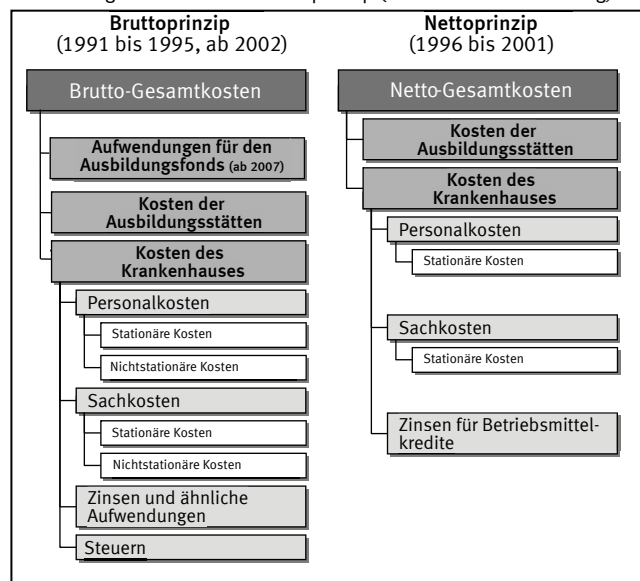 Bruttoprinzip
(1991 bis 1995, ab 2002)
Brutto-Gesamtkosten
Aufwendungen für den
Ausbildungsfonds (ab 2007)
Kosten der
Ausbildungsstätten
Kosten des
Krankenhauses
Personalkosten
Stationäre Kosten
Nichtstationäre Kosten
Sachkosten
Stationäre Kosten
Nichtstationäre Kosten
Zinsen und ähnliche
Aufwendungen
Steuern
Nettoprinzip
(1996 bis 2001)
Netto-Gesamtkosten
Kosten der
Ausbildungsstätten
Kosten des
Krankenhauses
Personalkosten
Stationäre Kosten
Sachkosten
Stationäre Kosten
Zinsen für Betriebsmittel-
kredite